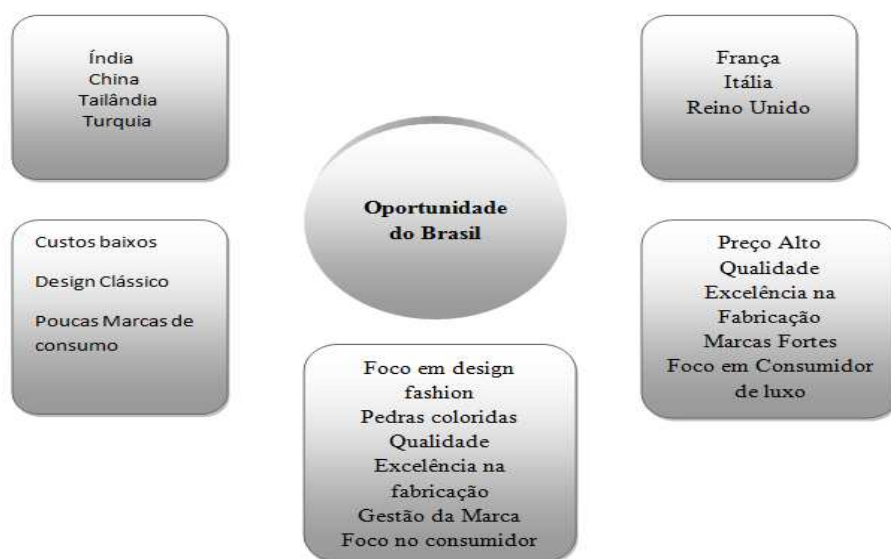 Índia
China
Tailândia
Turquia
França
Itália
Reino Unido
Oportunidade
do Brasil
Custos baixos
Design Clássico
Poucas Marcas de
consumo
Preço Alto
Qualidade
Excelência na
Fabricação
Marcas Fortes
Foco em Consumidor
de luxo
Foco em design
fashion
Pedras coloridas
Qualidade
Excelência na
fabricação
Gestão da Marca
Foco no consumidor